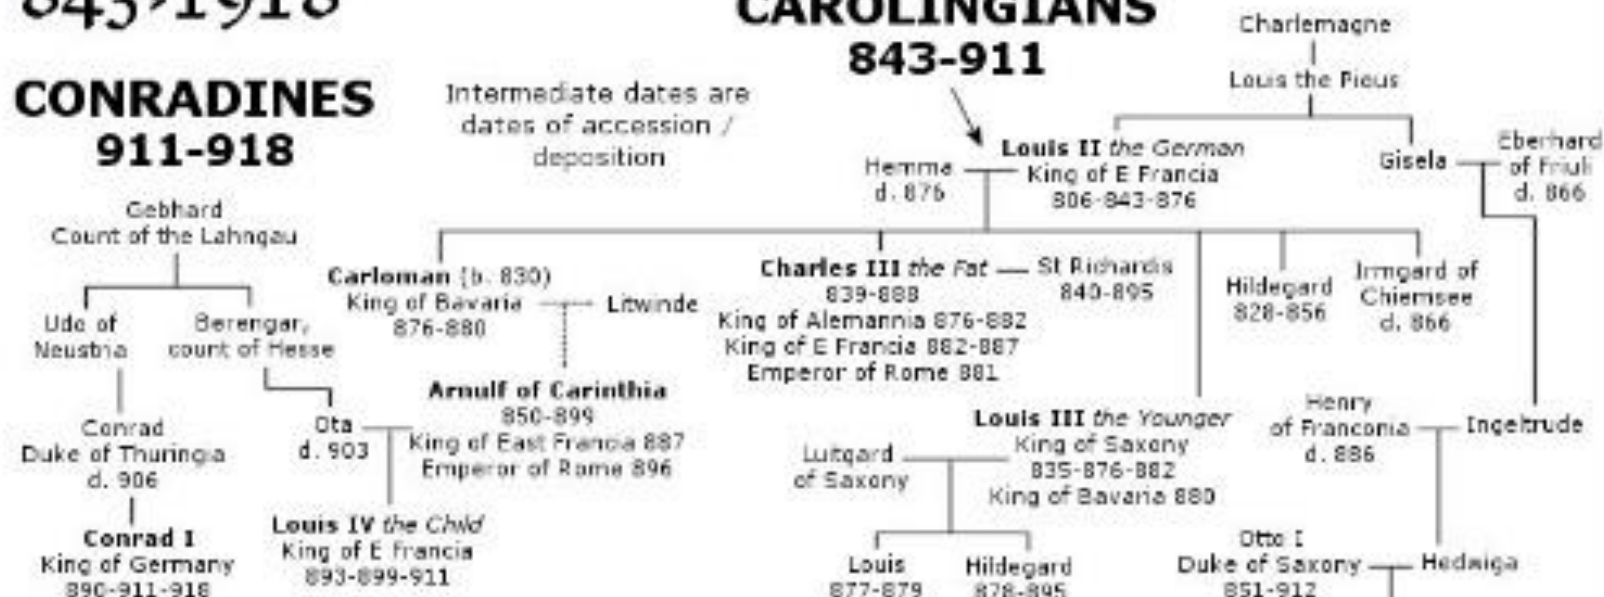 843-1918
CONRADINES
911-918
Intermediate dates are
dates of accession /
deposition
CAROLINGIANS
843-911
Charlemagne
Louis the Pious
Hemma
d. 876
Louis II the German
King of E Francia
806-843-876
Gisela
Eberhard
of Friuli
d. 866
Gebhard
Count of the Lahngau
Udo of
Neustria
Berengar,
count of Hesse
Carloman (b. 830)
King of Bavaria
876-880
Litwinde
Charles III the Fat
839-888
King of Alemannia 876-882
King of E Francia 882-887
Emperor of Rome 881
St Richardis
840-895
Hildegard
828-856
Irmgard of
Chiemsee
d. 866
Conrad
Duke of Thuringia
d. 906
Ota
d. 903
Arnulf of Carinthia
850-899
King of East Francia 887
Emperor of Rome 896
Luitgard
of Saxony
Louis III the Younger
King of Saxony
835-876-882
King of Bavaria 880
Henry
of Franconia
d. 886
Ingeltrude
Conrad I
King of Germany
890-911-918
Louis IV the Child
King of E Francia
893-899-911
Louis
877-879
Hildegard
878-895
Otto I
Duke of Saxony
851-912
Hedwiga